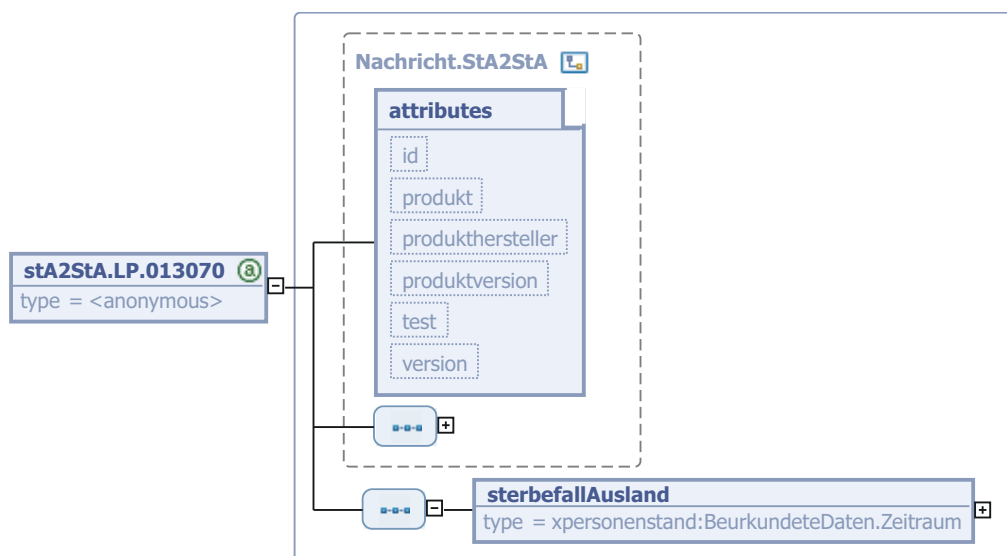 Nachricht.StA2StA
attributes
id
produkt
produkthersteller
produktversion
test
version
stA2StA.LP.013070 a
type = <anonymous>
sterbefallAusland
type = xpersonenstand:BeurkundeteDaten.Zeitraum